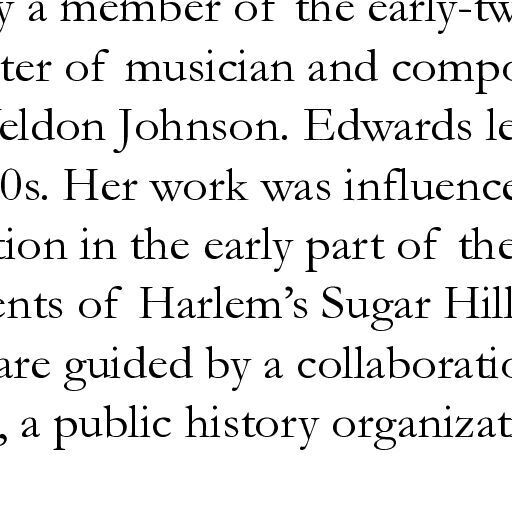 y a member of the early-tw
ter of musician and compo
eldon Johnson. Edwards le
0s. Her work was influence
tion in the early part of the
ents of Harlem’s Sugar Hill
are guided by a collaboratio
, a public history organizat